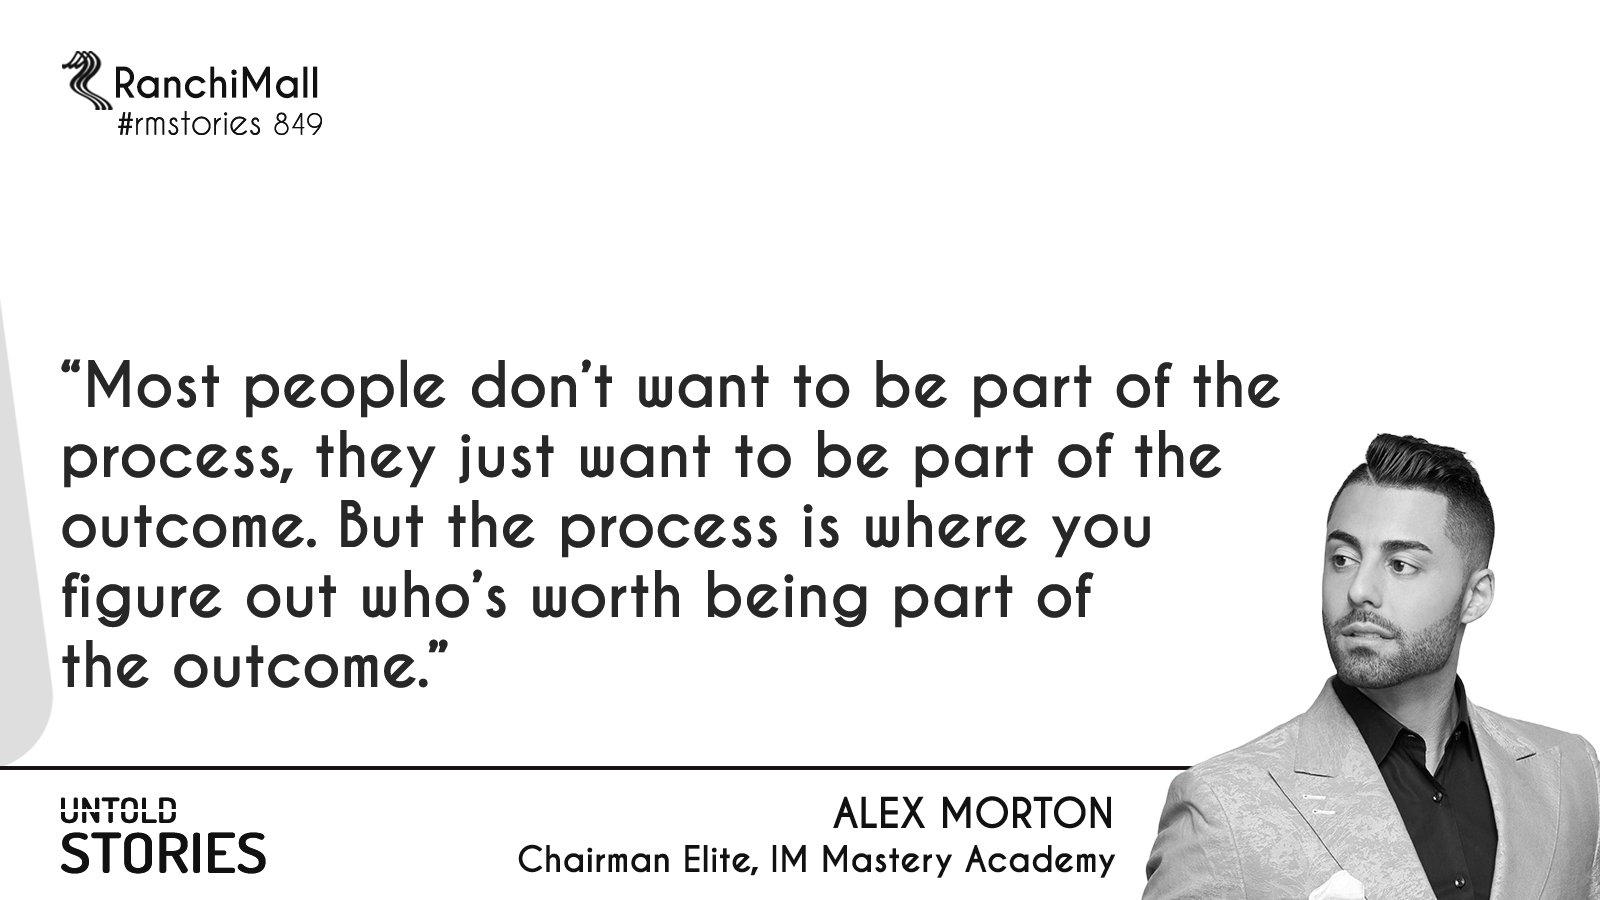 RanchiMall
#rmstories 849
“Most people don’t want to be part of the
process, they just want to be part of the
outcome. But the process is where you
figure out who’s worth being part of
the outcome.”
UNTOLD
STORIES
ALEX MORTON
Chairman Elite, IM Mastery Academy